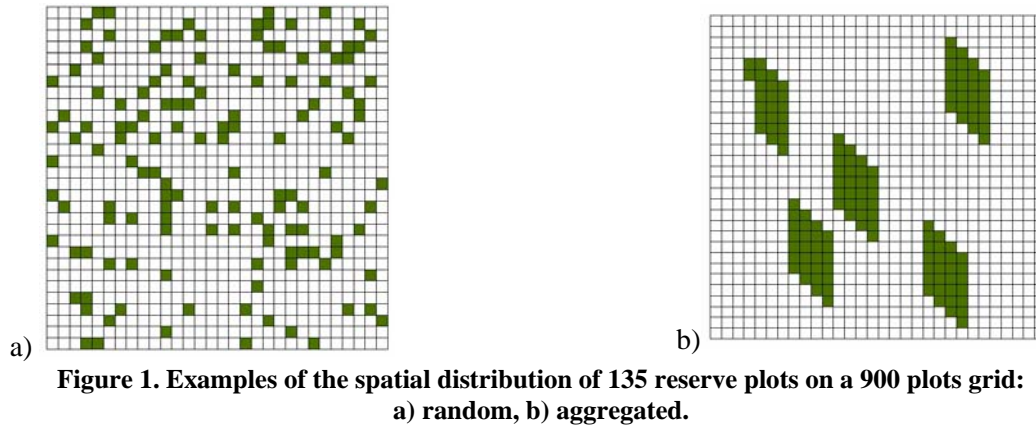 a)
b)
Figure 1. Examples of the spatial distribution of 135 reserve plots on a 900 plots grid:
a) random, b) aggregated.